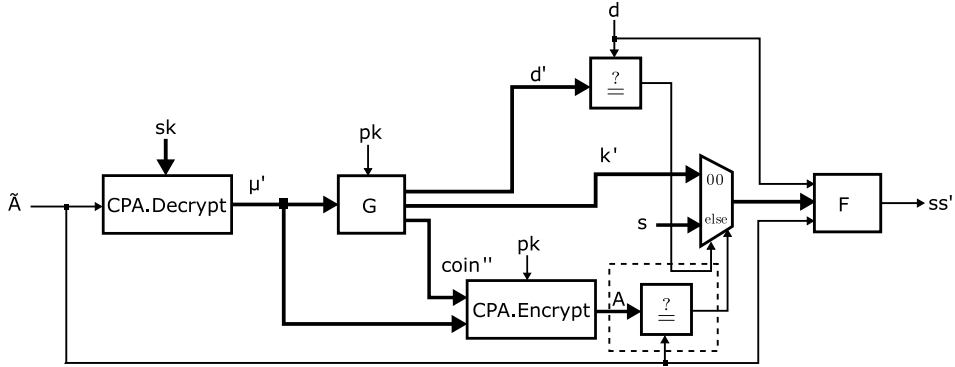 d
d'
?
=
sk
pk
k'
00
Ã
CPA.Decrypt
μ'
G
F
ss'
s
else
pk
coin''
CPA.Encrypt
A
?
=